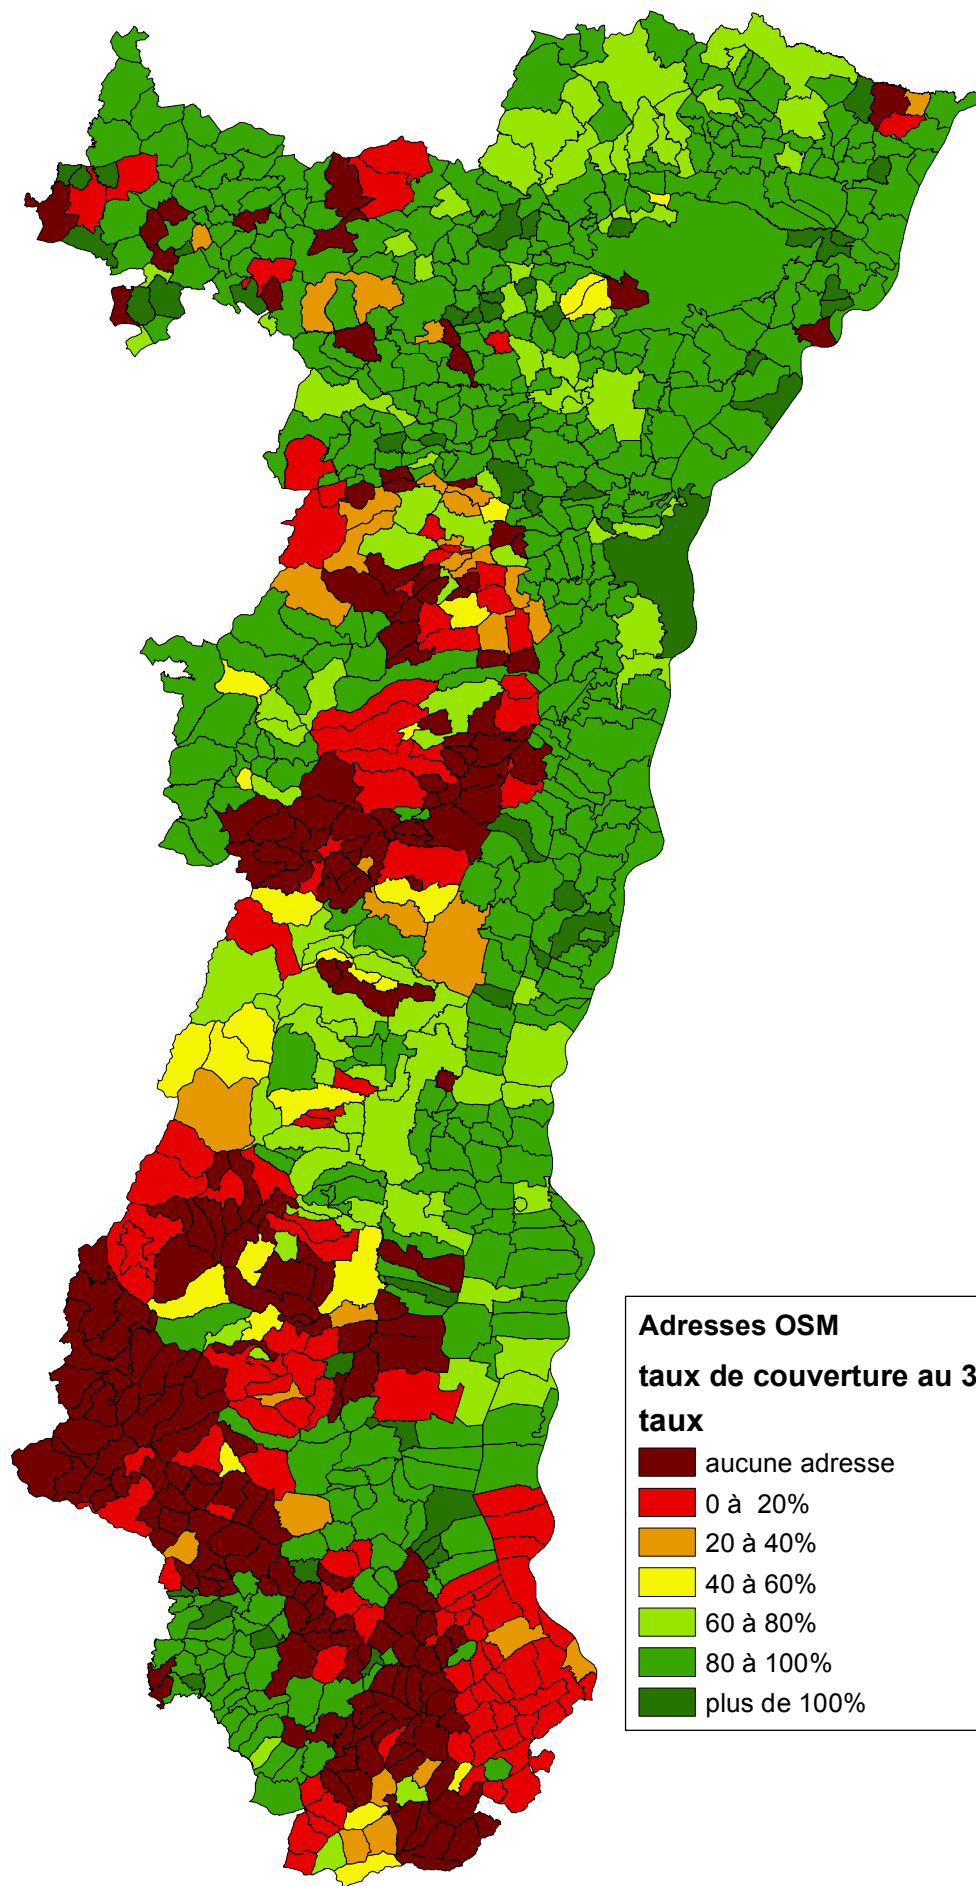 Adresses OSM
taux de couverture au 3
taux
aucune adresse
0 à 20%
20 à 40%
40 à 60%
60 à 80%
80 à 100%
plus de 100%